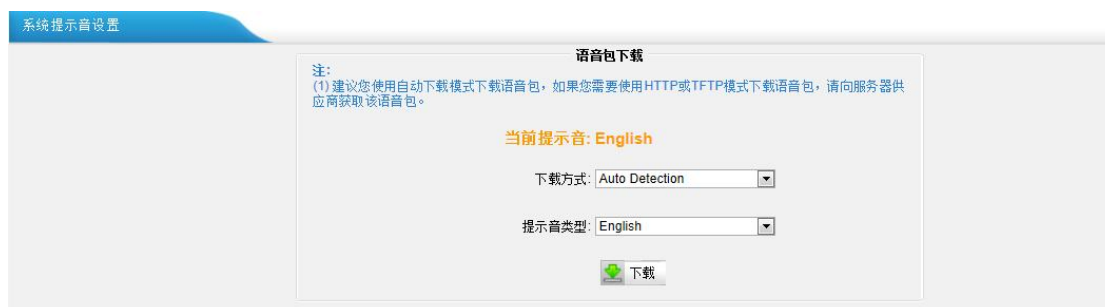 系统提示音设置
语音包下载
注:
(1) 建议您使用自动下载模式下载语音包，如果您需要使用HTTP或TFTP模式下载语音包，请向服务器供
应商获取该语音包。
当前提示音: English
下载方式: Auto Detection
提示音类型: English
下载